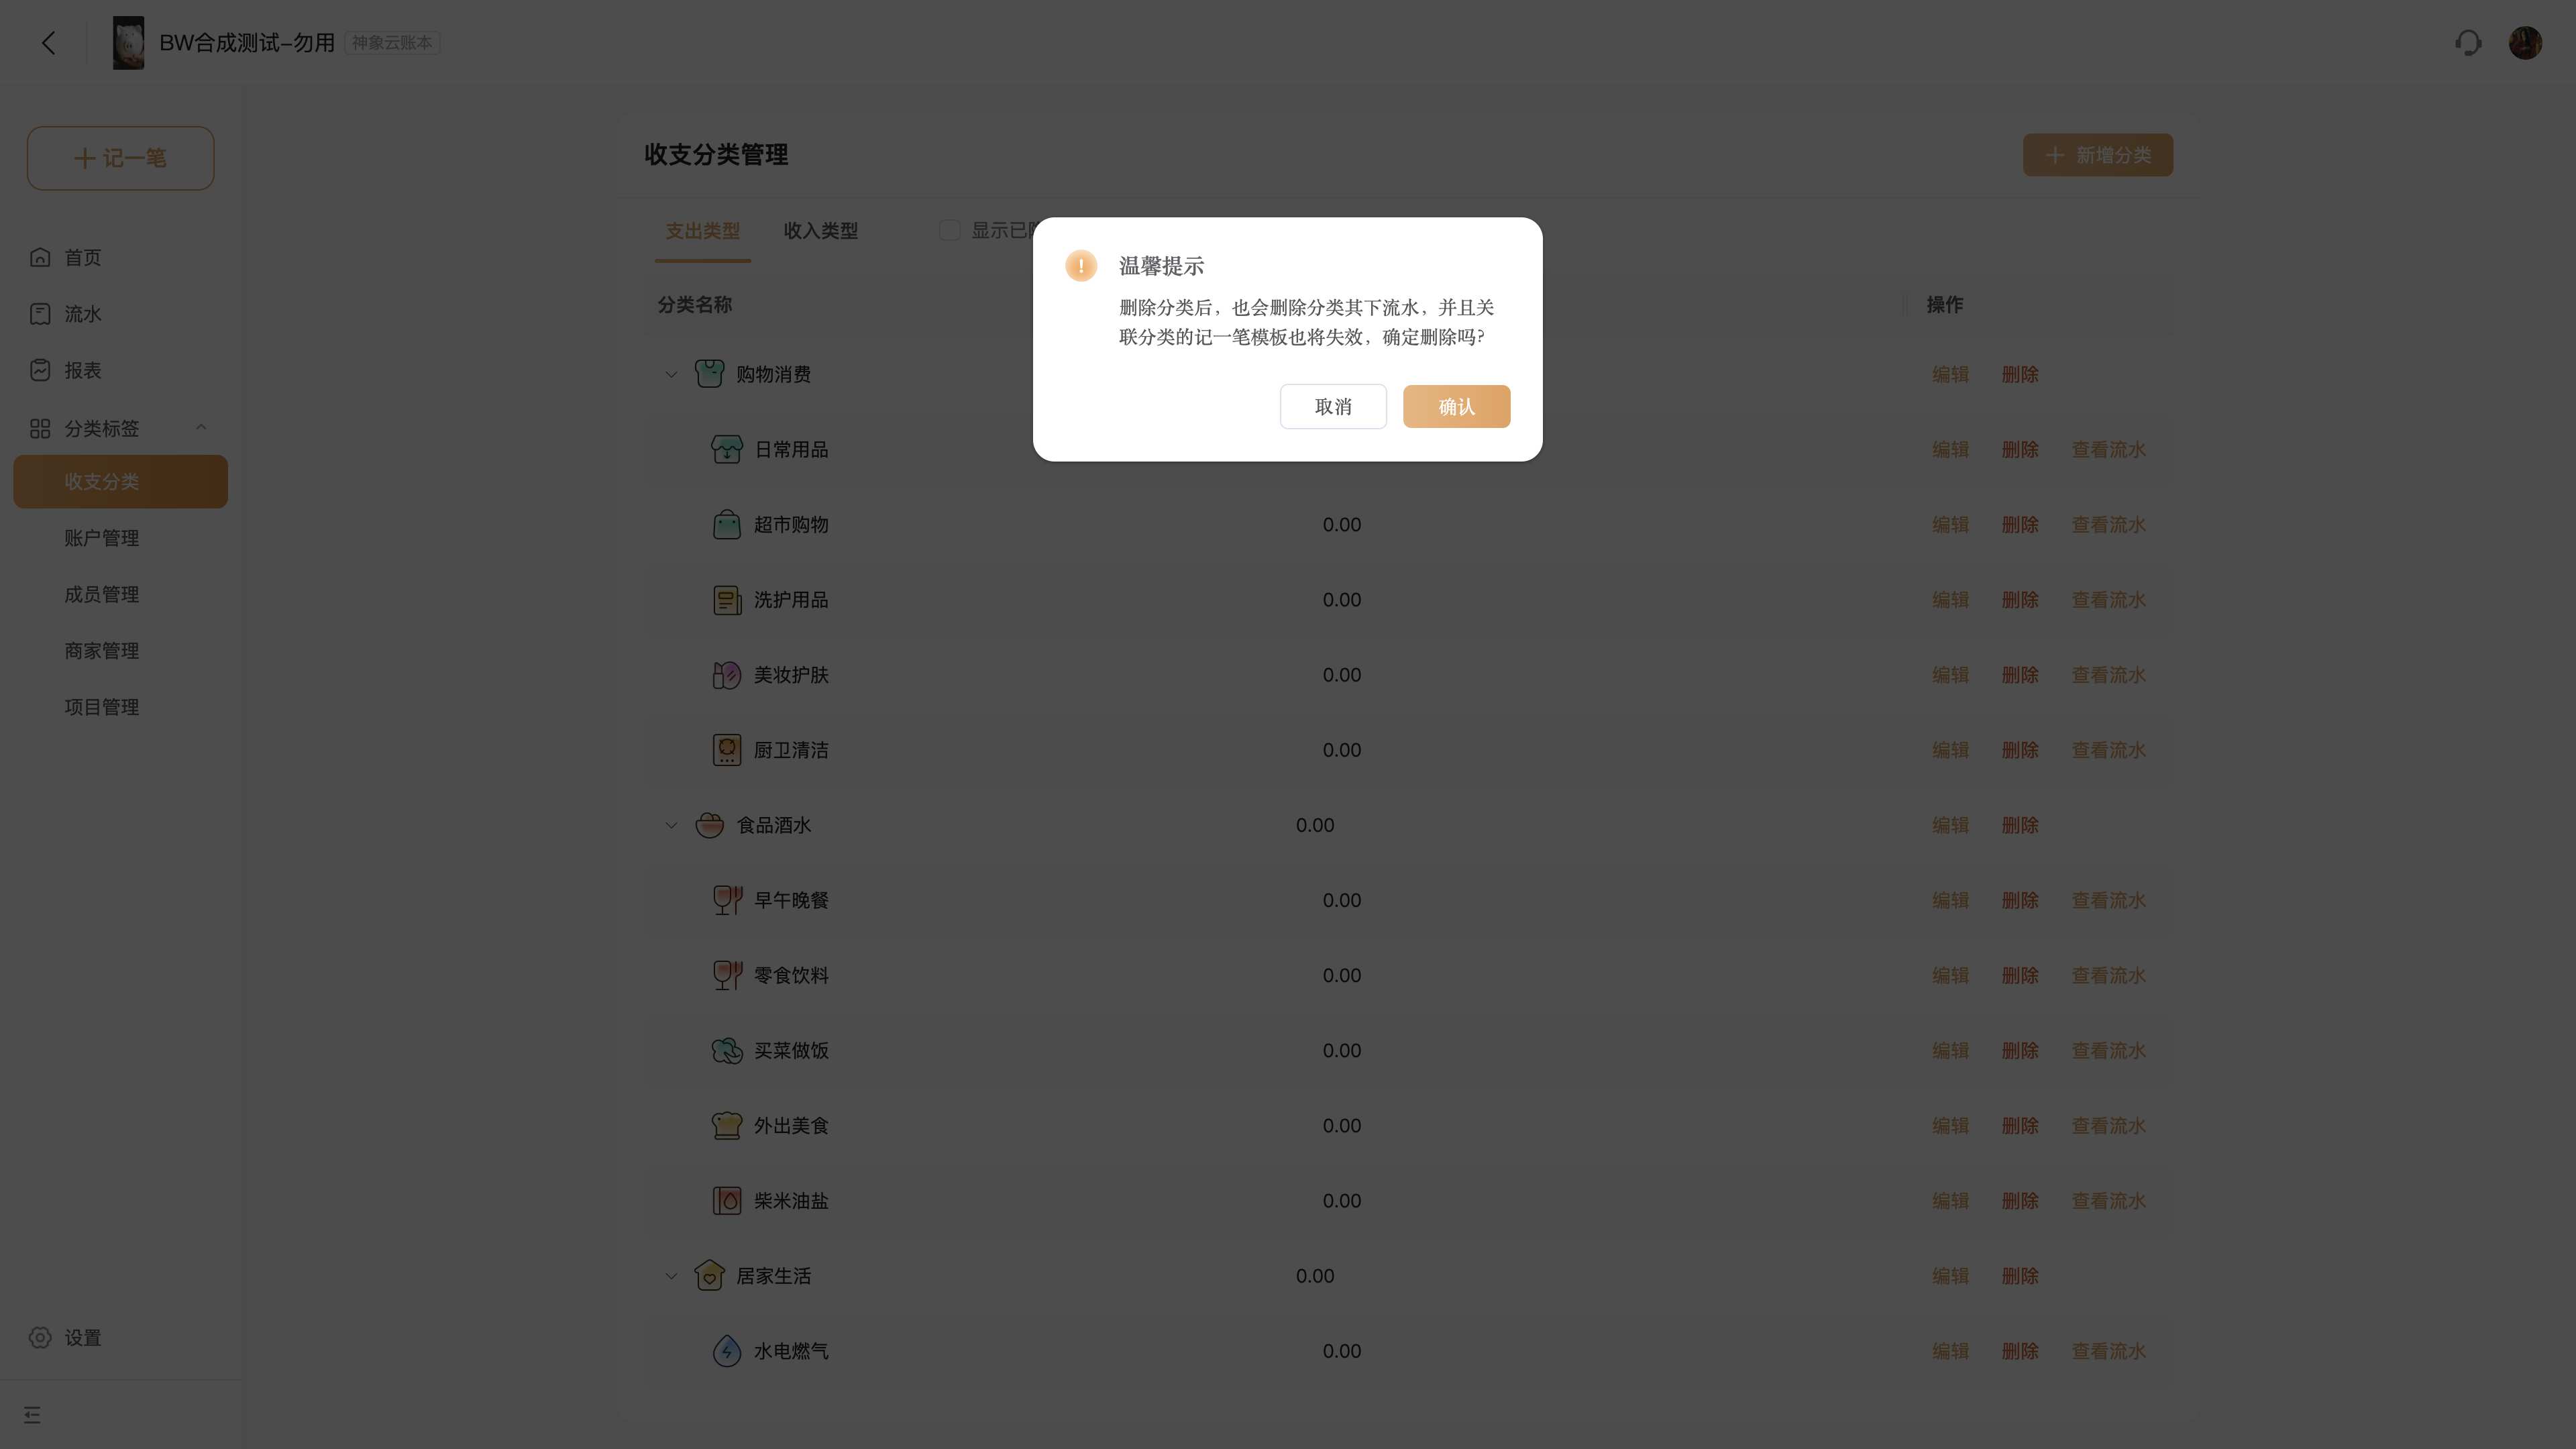 BW合成测试-勿用 神象云账本
记一笔
首页
流水
报表
分类标签
收支分类
账户管理
成员管理
商家管理
项目管理
设置
收支分类管理
新增分类
支出类型 收入类型 显示已
分类名称 操作
温馨提示
删除分类后，也会删除分类其下流水，并且关
联分类的记一笔模板也将失效，确定删除吗？
取消 确认
购物消费 编辑 删除
日常用品 编辑 删除 查看流水
超市购物 0.00 编辑 删除 查看流水
洗护用品 0.00 编辑 删除 查看流水
美妆护肤 0.00 编辑 删除 查看流水
厨卫清洁 0.00 编辑 删除 查看流水
食品酒水 0.00 编辑 删除
早午晚餐 0.00 编辑 删除 查看流水
零食饮料 0.00 编辑 删除 查看流水
买菜做饭 0.00 编辑 删除 查看流水
外出美食 0.00 编辑 删除 查看流水
柴米油盐 0.00 编辑 删除 查看流水
居家生活 0.00 编辑 删除
水电燃气 0.00 编辑 删除 查看流水